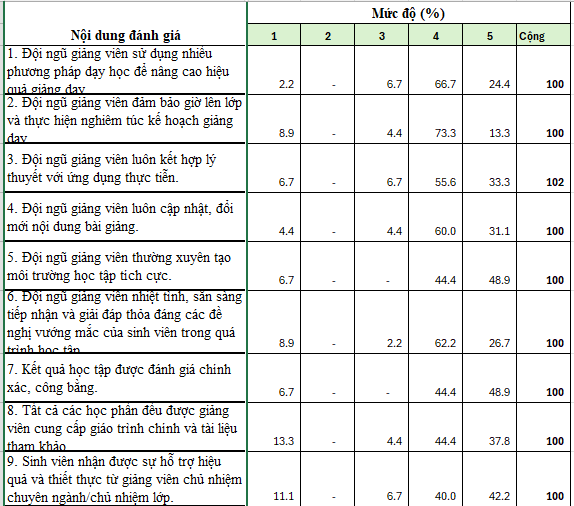 Nội dung đánh giá
Mức độ (%)
1 2 3 4 5 Cộng
1. Đội ngũ giảng viên sử dụng nhiều
phương pháp dạy học để nâng cao hiệu
quả giảng dạy
2.2 - 6.7 66.7 24.4 100
2. Đội ngũ giảng viên đảm bảo giờ lên lớp
và thực hiện nghiêm túc kế hoạch giảng
dạy
8.9 - 4.4 73.3 13.3 100
3. Đội ngũ giảng viên luôn kết hợp lý
thuyết với ứng dụng thực tiễn.
6.7 - 6.7 55.6 33.3 102
4. Đội ngũ giảng viên luôn cập nhật, đổi
mới nội dung bài giảng.
4.4 - 4.4 60.0 31.1 100
5. Đội ngũ giảng viên thường xuyên tạo
môi trường học tập tích cực.
6.7 - - 44.4 48.9 100
6. Đội ngũ giảng viên nhiệt tình, sẵn sàng
tiếp nhận và giải đáp thỏa đáng các đề
nghị vướng mắc của sinh viên trong quá
trình học tập
8.9 - 2.2 62.2 26.7 100
7. Kết quả học tập được đánh giá chính
xác, công bằng.
6.7 - - 44.4 48.9 100
8. Tất cả các học phần đều được giảng
viên cung cấp giáo trình chính và tài liệu
tham khảo
13.3 - 4.4 44.4 37.8 100
9. Sinh viên nhận được sự hỗ trợ hiệu
quả và thiết thực từ giảng viên chủ nhiệm
chuyên ngành/chủ nhiệm lớp.
11.1 - 6.7 40.0 42.2 100